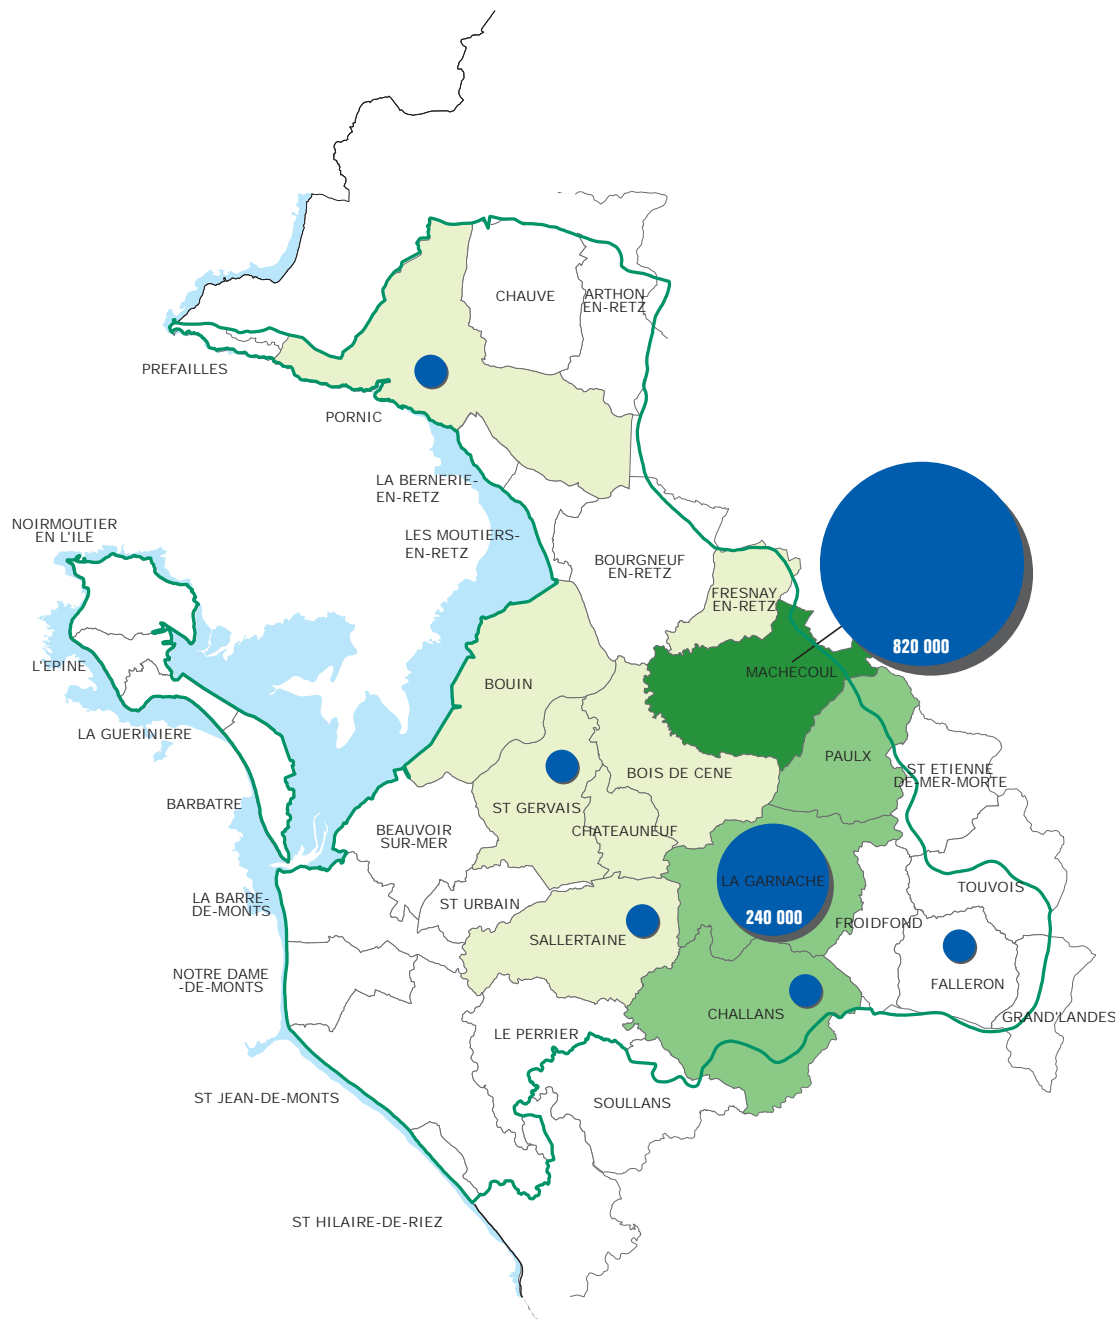 CHAUVE
ARTHON
EN-RETZ
PREFAILLES
PORNIC
LA BERNERIE-
EN-RETZ
NOIRMOUTIER
EN L'ILE
LES MOUTIERS-
EN-RETZ
BOURGNEUF
EN-RETZ
FRESNAY
EN-RETZ
820 000
L'EPINE
MACHECOUL
BOUIN
LA GUERINIERE
PAULX
BOIS DE CENE
ST ETIENNE
DE-MER-MORTE
BARBATRE
ST GERVAIS
BEAUVOIR
SUR-MER
CHATEAUNEUF
LA GARNACHE
TOUVOIS
LA BARRE-
DE-MONTS
ST URBAIN
240 000
FROIDFOND
SALLERTAINE
NOTRE DAME
-DE-MONTS
FALLERON
CHALLANS
GRAND'LANDES
LE PERRIER
ST JEAN-DE-MONTS
SOULLANS
ST HILAIRE-DE-RIEZ